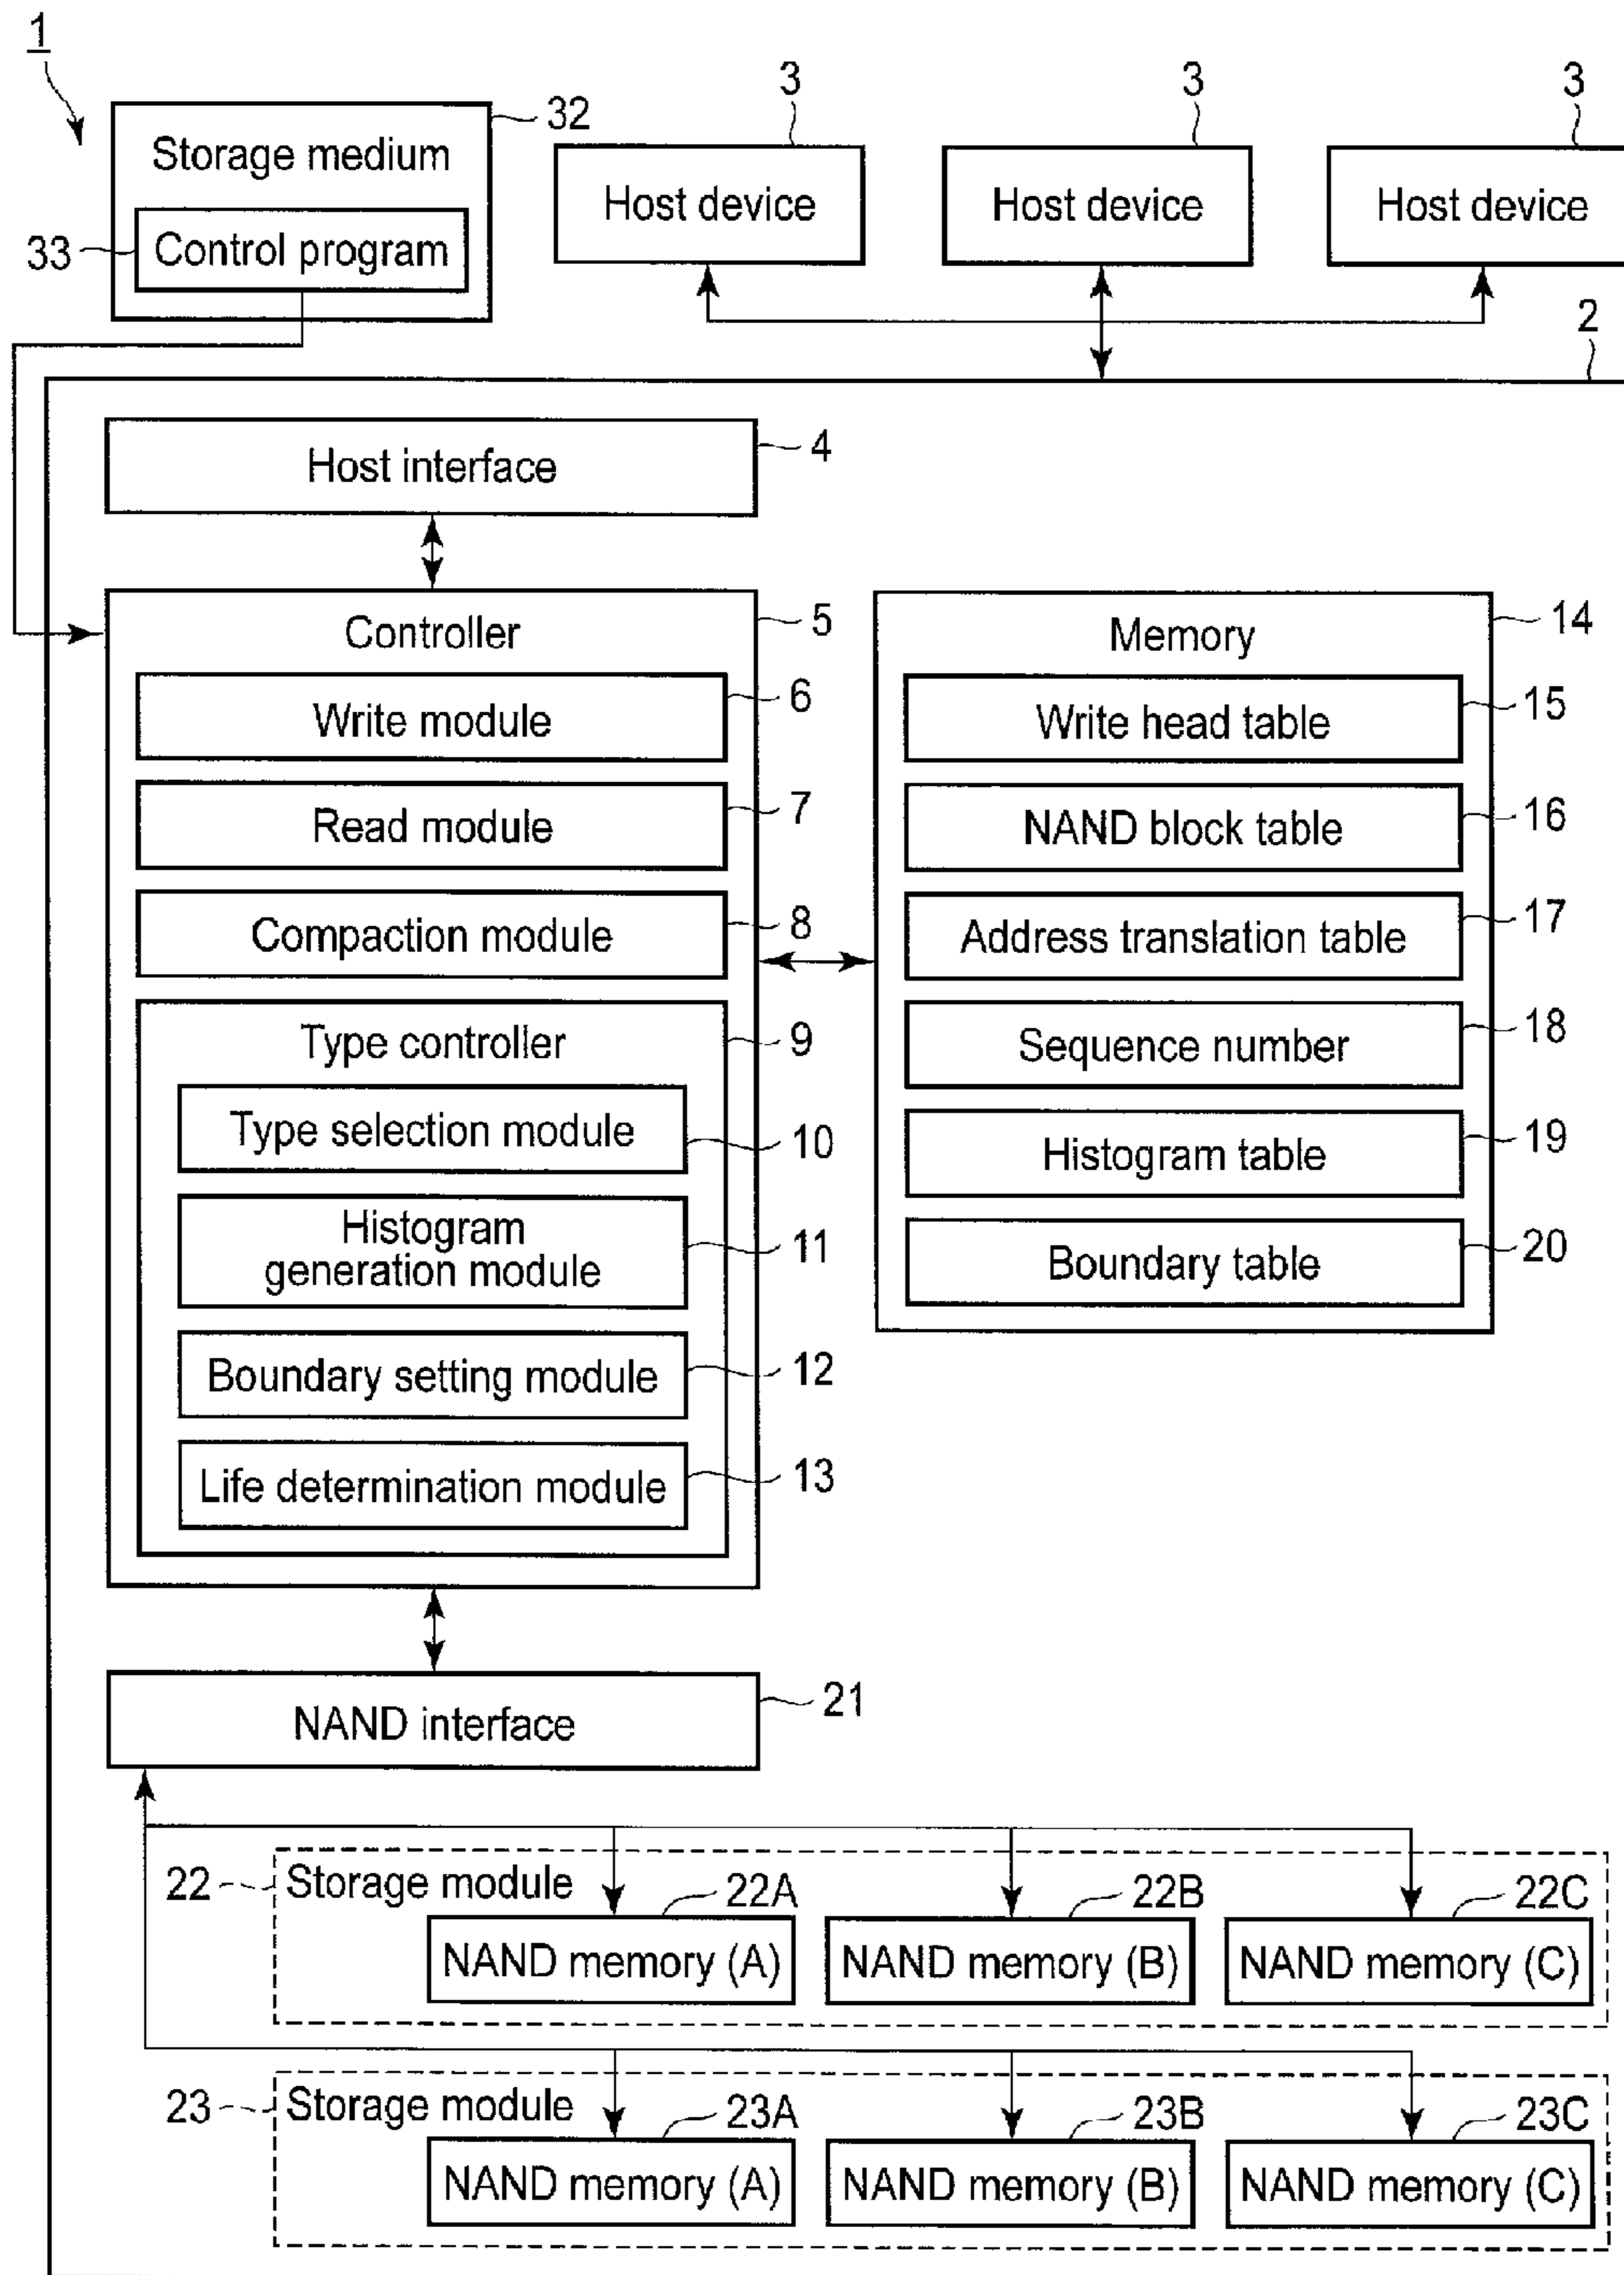 1
32
Storage medium
33
Control program
3
3
3
Host device
Host device
Host device
2
Host interface
4
Controller
5
Write module
6
Read module
7
Compaction module
8
Type controller
9
Type selection module
10
Histogram
generation module
11
Boundary setting module
12
Life determination module
13
Memory
14
Write head table
15
NAND block table
16
Address translation table
17
Sequence number
18
Histogram table
19
Boundary table
20
NAND interface
21
22
Storage module
22A
22B
22C
NAND memory (A)
NAND memory (B)
NAND memory (C)
23
Storage module
23A
23B
23C
NAND memory (A)
NAND memory (B)
NAND memory (C)